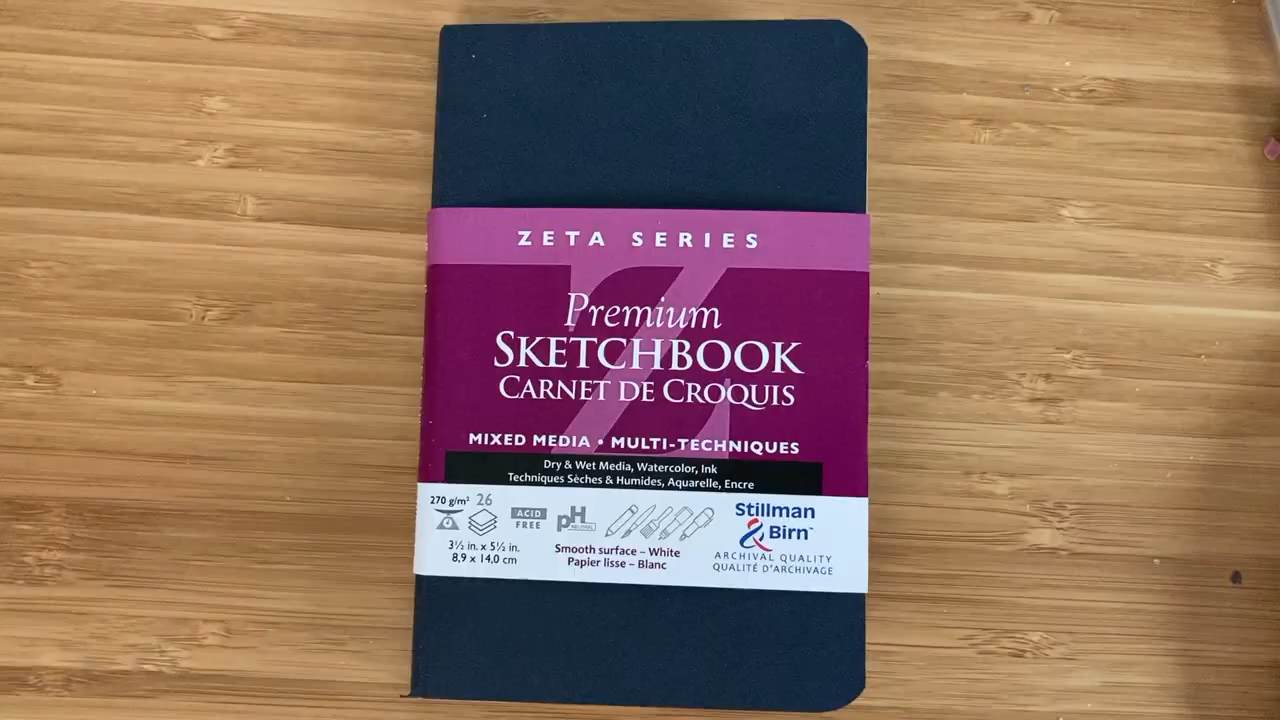 ZETA SERIES
Premium
SKETCHBOOK
CARNET DE CROQUIS
MIXED MEDIA • MULTI-TECHNIQUES
Dry & Wet Media, Watercolor, Ink
Techniques Sèches & Humides, Aquarelle, Encre
270 g/m² 26
ACID
FREE
pH
NEUTRAL
3½ in. x 5½ in.
8,9 x 14,0 cm
Smooth surface – White
Papier lisse – Blanc
Stillman
& Birn™
ARCHIVAL QUALITY
QUALITÉ D'ARCHIVAGE